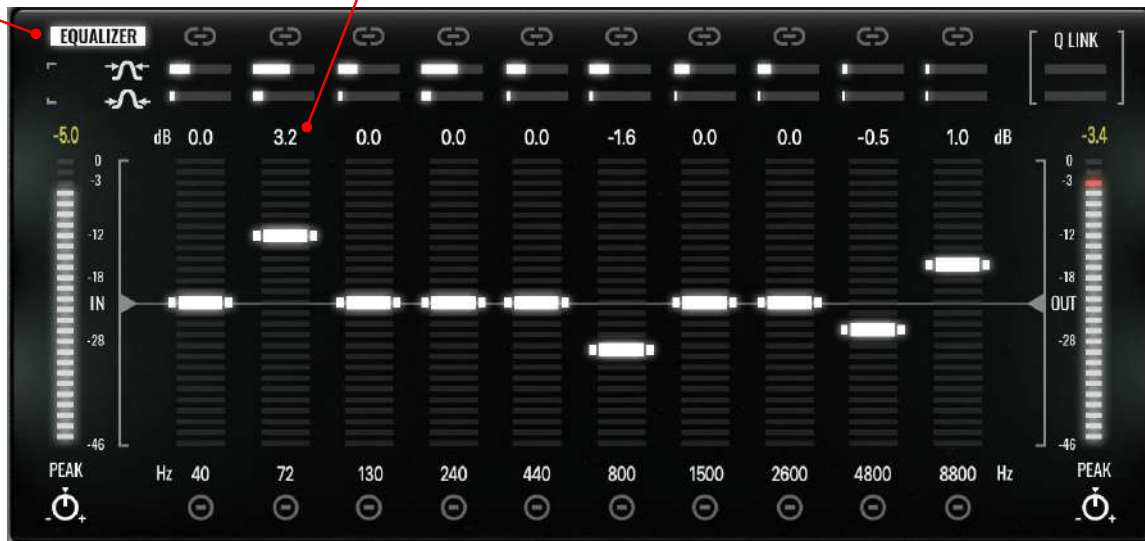 EQUALIZER Q LINK
-5.0 dB 0.0 3.2 0.0 0.0 0.0 -1.6 0.0 0.0 -0.5 1.0 dB -3.4
0 0
-3 -3
-12 -12
-18 -18
IN OUT
-28 -28
-46 -46
PEAK Hz 40 72 130 240 440 800 1500 2600 4800 8800 Hz PEAK
- + - +